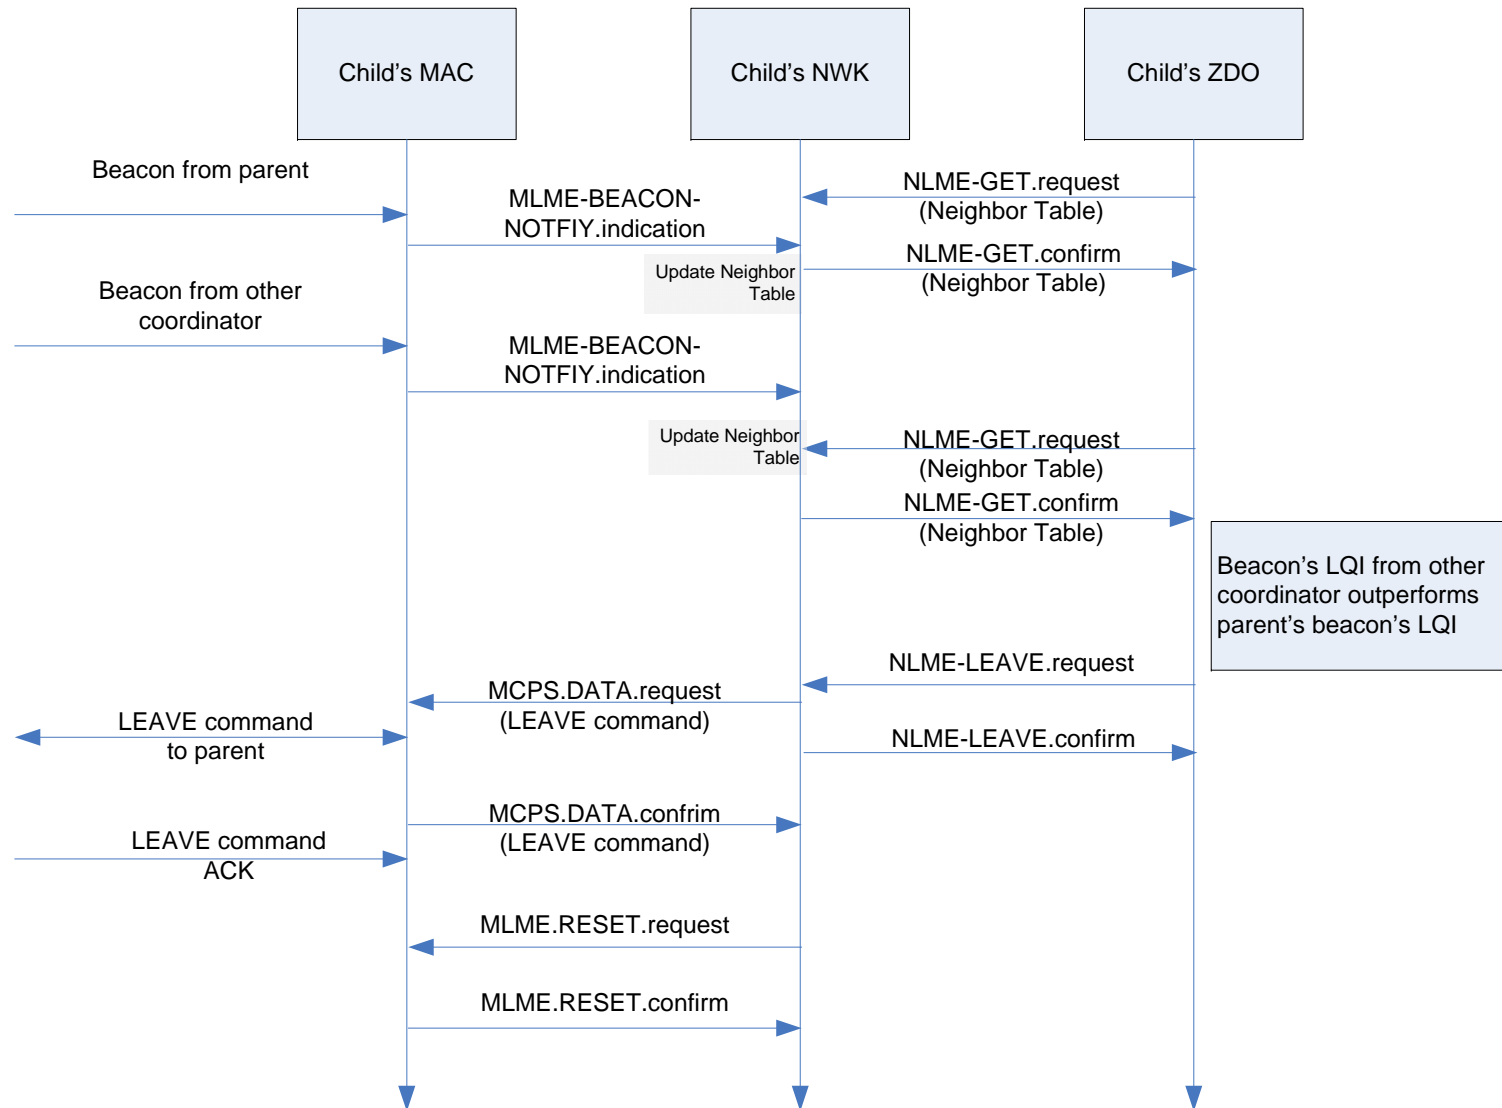 Child's MAC
Child's NWK
Child's ZDO
Beacon from parent
MLME-BEACON-
NOTFIY.indication
NLME-GET.request
(Neighbor Table)
Update Neighbor
Table
NLME-GET.confirm
(Neighbor Table)
Beacon from other
coordinator
MLME-BEACON-
NOTFIY.indication
Update Neighbor
Table
NLME-GET.request
(Neighbor Table)
NLME-GET.confirm
(Neighbor Table)
Beacon's LQI from other
coordinator outperforms
parent's beacon's LQI
NLME-LEAVE.request
MCPS.DATA.request
(LEAVE command)
LEAVE command
to parent
NLME-LEAVE.confirm
MCPS.DATA.confrim
(LEAVE command)
LEAVE command
ACK
MLME.RESET.request
MLME.RESET.confirm